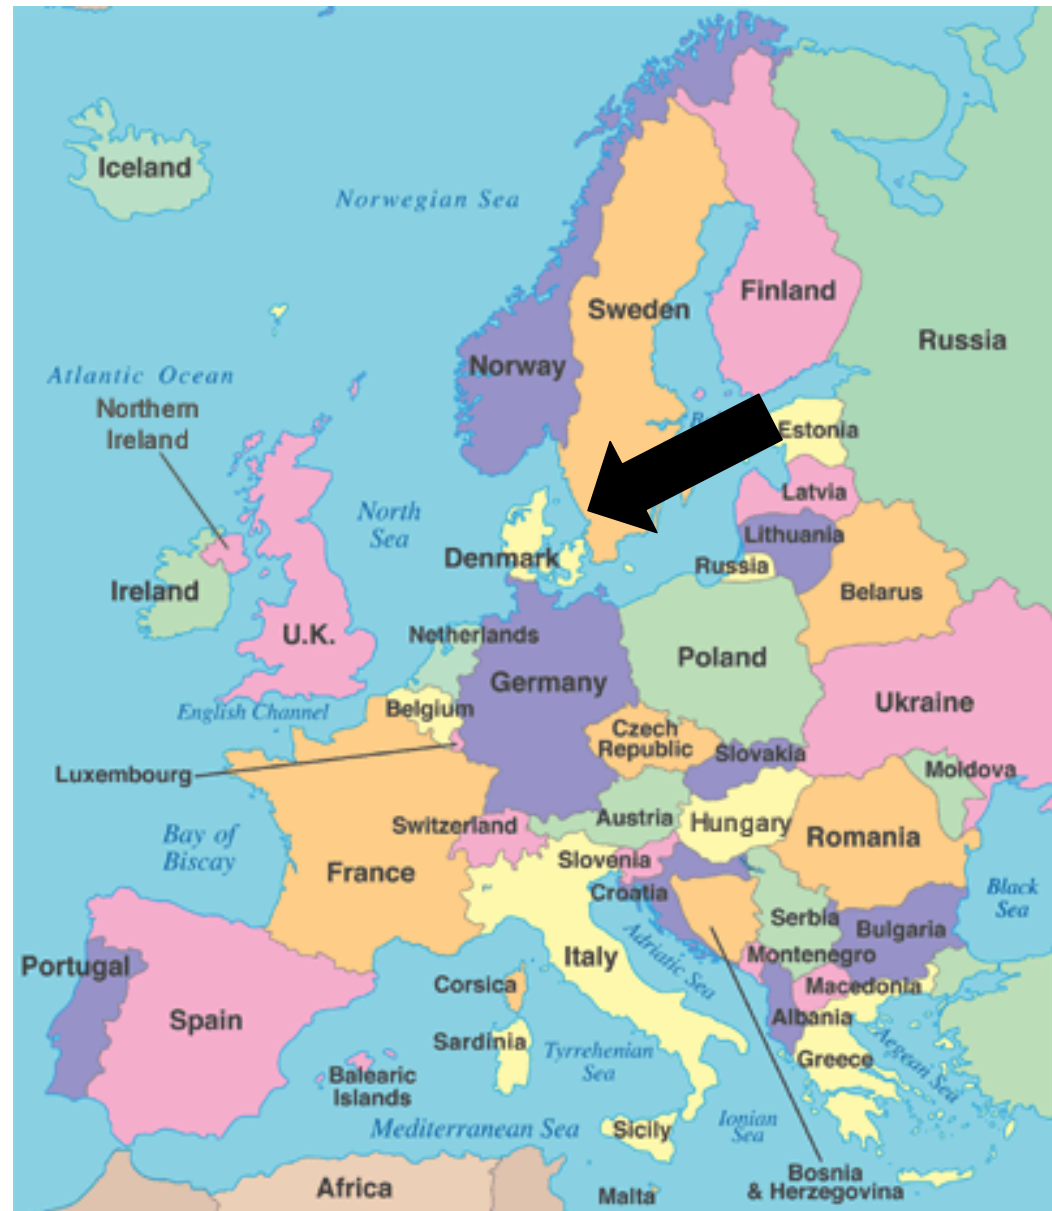 Iceland
Norwegian Sea
Finland
Sweden
Russia
Norway
Atlantic Ocean
Northern
Ireland
Estonia
Latvia
North
Sea
Lithuania
Denmark
Russia
Ireland
Belarus
U.K.
Netherlands
Poland
Germany
Ukraine
English Channel
Belgium
Czech
Republic
Slovakia
Luxembourg
Moldova
Austria
Hungary
Switzerland
Romania
Bay of
Biscay
Slovenia
France
Croatia
Black
Sea
Serbia
Bulgaria
Adriatic Sea
Montenegro
Italy
Portugal
Corsica
Macedonia
Spain
Albania
Sardinia
Tyrrehenian
Sea
Greece
Aegean Sea
Balearic
Islands
Mediterranean Sea
Sicily
Ionian
Sea
Bosnia
& Herzegovina
Africa
Malta